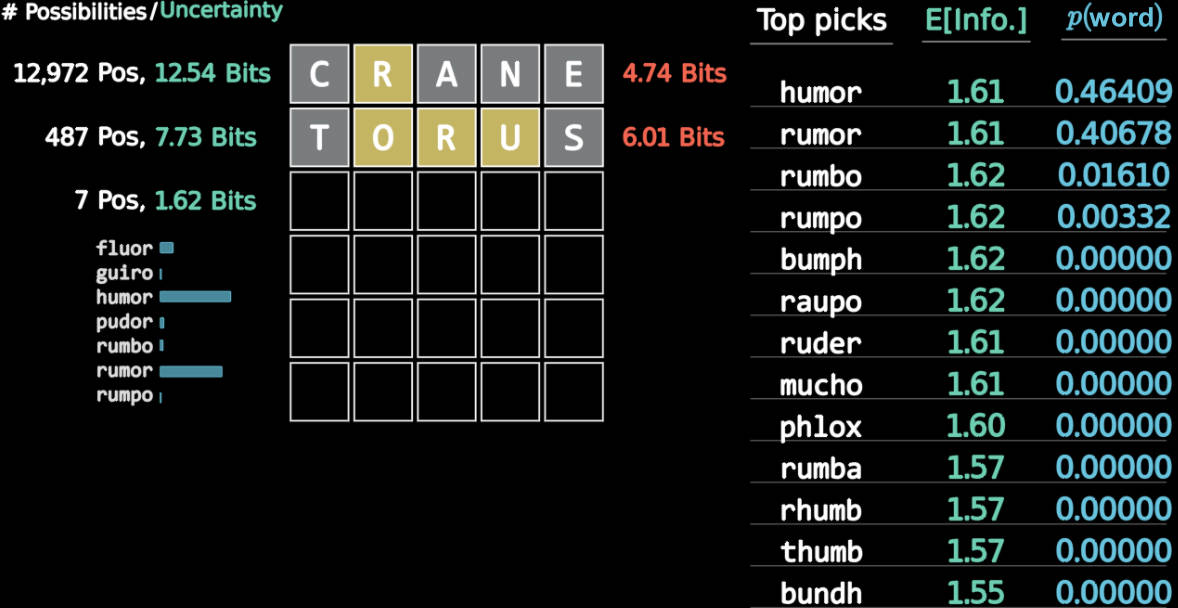 # Possibilities/Uncertainty
12,972 Pos, 12.54 Bits
C R A N E
4.74 Bits
487 Pos, 7.73 Bits
T O R U S
6.01 Bits
7 Pos, 1.62 Bits
fluor
guiro
humor
pudor
rumbo
rumor
rumpo
Top picks E[Info.] p(word)
humor 1.61 0.46409
rumor 1.61 0.40678
rumbo 1.62 0.01610
rumpo 1.62 0.00332
bumph 1.62 0.00000
raupo 1.62 0.00000
ruder 1.61 0.00000
mucho 1.61 0.00000
phlox 1.60 0.00000
rumba 1.57 0.00000
rhumb 1.57 0.00000
thumb 1.57 0.00000
bundh 1.55 0.00000